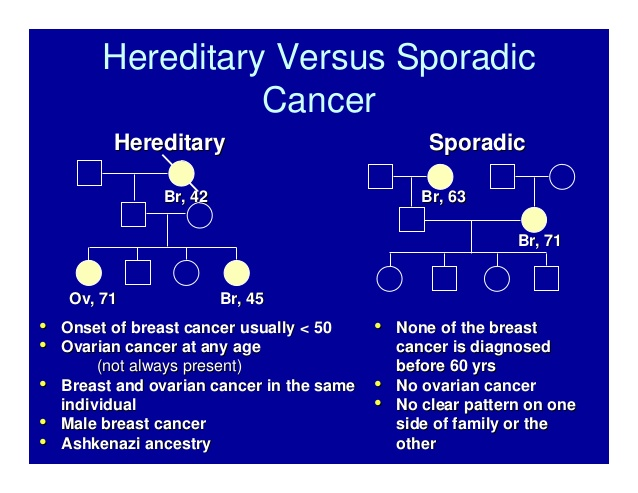 Hereditary Versus Sporadic
Cancer
Hereditary
Br, 42
Ov, 71
Br, 45
• Onset of breast cancer usually < 50
• Ovarian cancer at any age
(not always present)
• Breast and ovarian cancer in the same
individual
• Male breast cancer
• Ashkenazi ancestry
Sporadic
Br, 63
Br, 71
• None of the breast
cancer is diagnosed
before 60 yrs
• No ovarian cancer
• No clear pattern on one
side of family or the
other